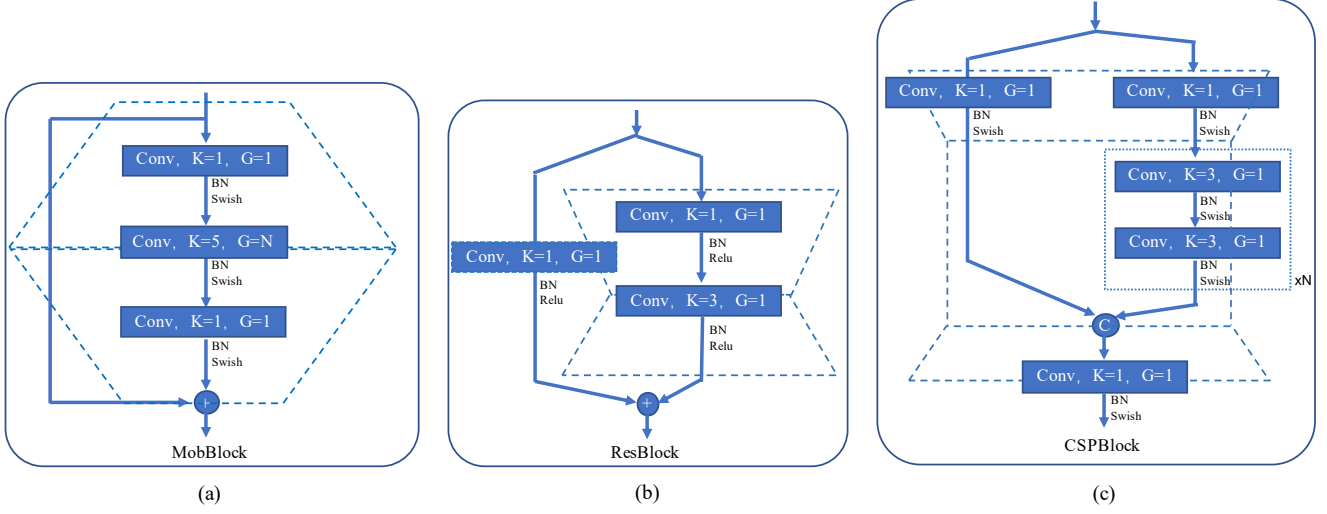 Conv, K=1, G=1
BN
Swish
Conv, K=5, G=N
BN
Swish
Conv, K=1, G=1
BN
Swish
+
MobBlock
(a)
Conv, K=1, G=1
BN
Relu
Conv, K=1, G=1
BN
Relu
Conv, K=3, G=1
BN
Relu
+
ResBlock
(b)
Conv, K=1, G=1
BN
Swish
Conv, K=1, G=1
BN
Swish
Conv, K=3, G=1
BN
Swish
Conv, K=3, G=1
BN
Swish
xN
C
Conv, K=1, G=1
BN
Swish
CSPBlock
(c)